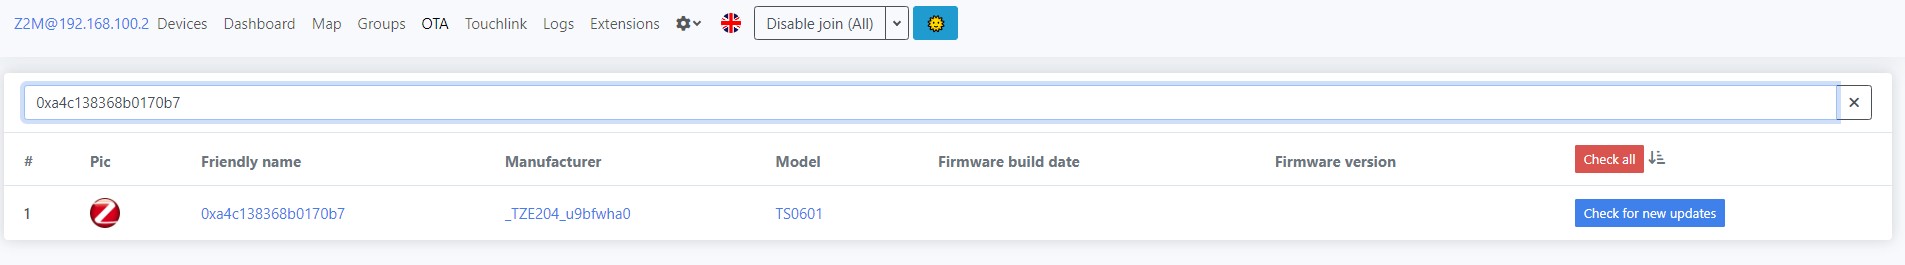 Z2M@192.168.100.2 Devices Dashboard Map Groups OTA Touchlink Logs Extensions Disable join (All)
0xa4c138368b0170b7
# Pic Friendly name Manufacturer Model Firmware build date Firmware version Check all
1 Z 0xa4c138368b0170b7 _TZE204_u9bfwha0 TS0601 Check for new updates